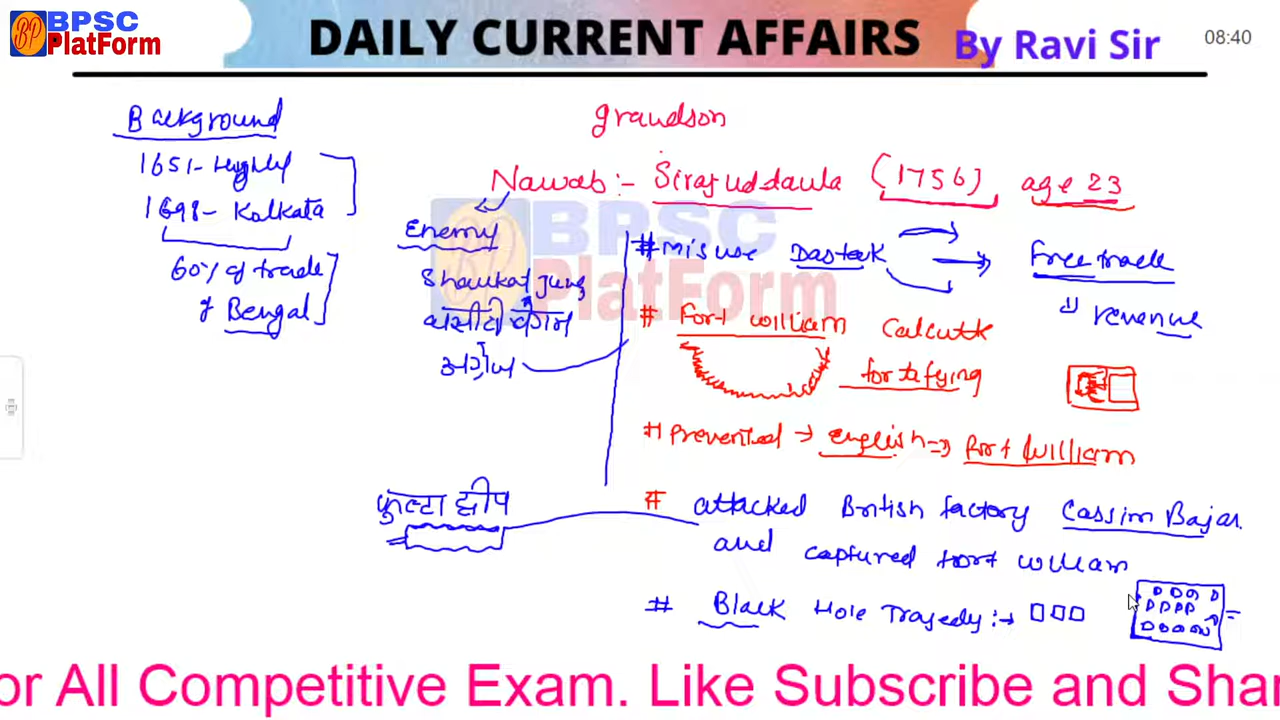 BPSC
PlatForm
DAILY CURRENT AFFAIRS
By Ravi Sir
08:40
Background
1651- Hughly
1698- Kolkata
60% of trade
of Bengal
grandson
Nawab:- Sirajuddaula (1756) age 23
Enemy
Shaukat Jung
घसीटी बेगम
अंग्रेज
# misuse Dastak
Free trade
revenue
# Fort william Calcutta
fortifying
# Prevented → english → Fort William
फुल्टा द्वीप
# attacked British factory Cassim Bajar
and captured Fort William
# Black Hole Tragedy:→
BPSC
PlatForm
or All Competitive Exam. Like Subscribe and Shar